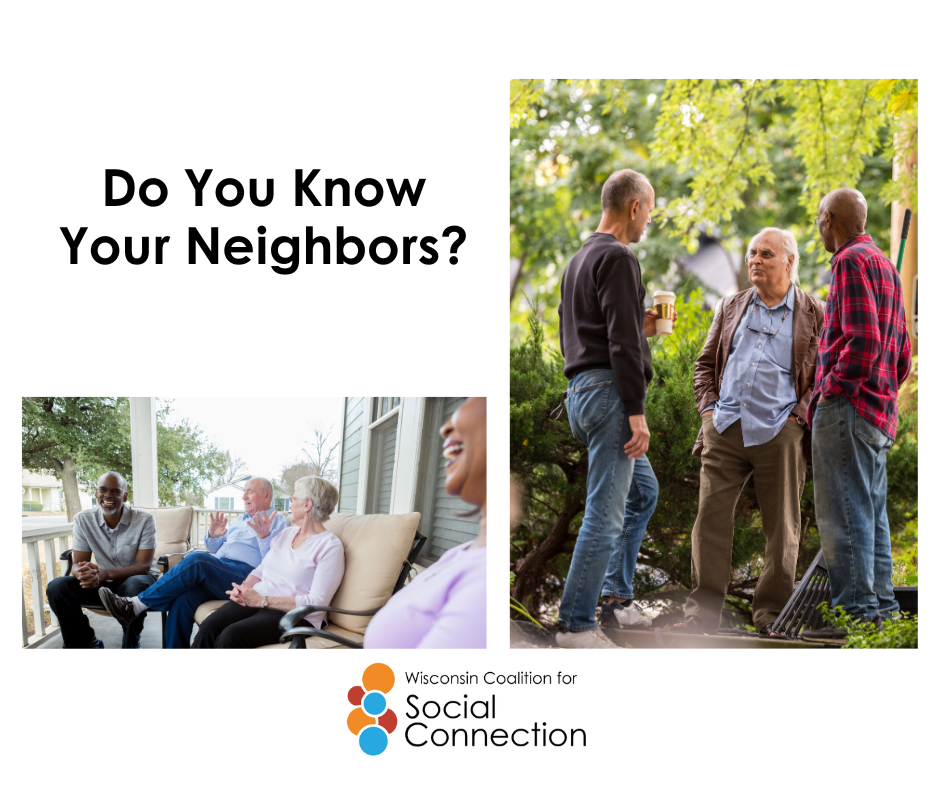 Do You Know
Your Neighbors?
Wisconsin Coalition for
Social
Connection